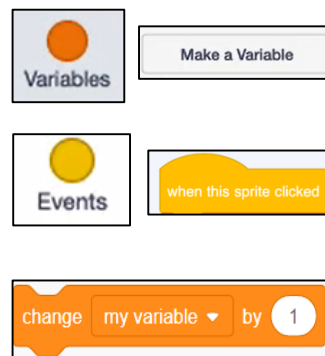 Variables
Make a Variable
Events
when this sprite clicked
change my variable by 1